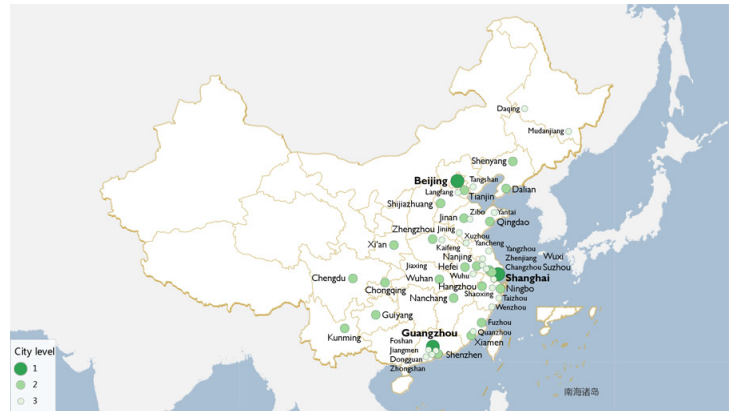 Daqing
Mudanjiang
Shenyang
Beijing
Tangshan
Langfang
Tianjin
Dalian
Shijiazhuang
Zibo
Yantai
Jinan
Qingdao
Zhengzhou
Jining
Xuzhou
Xi'an
Kaifeng
Yancheng
Yangzhou
Nanjing
Zhenjiang
Wuxi
Jiaxing
Hefei
Changzhou
Suzhou
Chengdu
Wuhan
Wuhu
Shanghai
Chongqing
Hangzhou
Ningbo
Nanchang
Shaoxing
Taizhou
Wenzhou
Guiyang
Fuzhou
Kunming
Guangzhou
Quanzhou
Foshan
Xiamen
Jiangmen
Shenzhen
Dongguan
Zhongshan
City level
1
2
3
南海诸岛